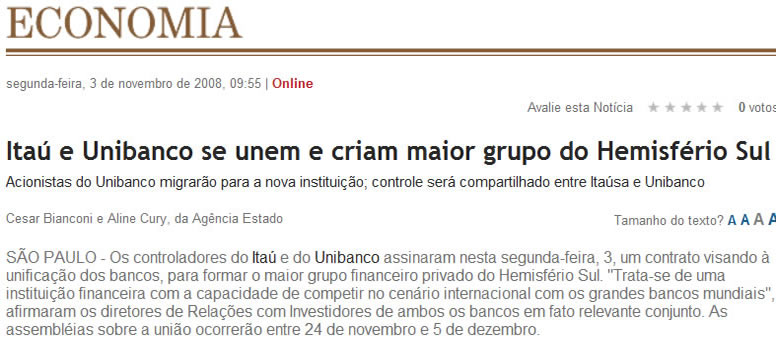 ECONOMIA
segunda-feira, 3 de novembro de 2008, 09:55 | Online
Avalie esta Notícia 0 votos
Itaú e Unibanco se unem e criam maior grupo do Hemisfério Sul
Acionistas do Unibanco migrarão para a nova instituição; controle será compartilhado entre Itaúsa e Unibanco
Cesar Bianconi e Aline Cury, da Agência Estado
Tamanho do texto? A A A A
SÃO PAULO - Os controladores do Itaú e do Unibanco assinaram nesta segunda-feira, 3, um contrato visando à
unificação dos bancos, para formar o maior grupo financeiro privado do Hemisfério Sul. "Trata-se de uma
instituição financeira com a capacidade de competir no cenário internacional com os grandes bancos mundiais",
afirmaram os diretores de Relações com Investidores de ambos os bancos em fato relevante conjunto. As
assembléias sobre a união ocorrerão entre 24 de novembro e 5 de dezembro.